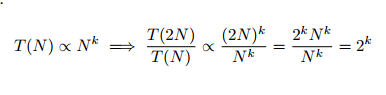 .
T(N) ∝ N^k ⟹ T(2N)/T(N) ∝ (2N)^k/N^k = 2^k N^k/N^k = 2^k